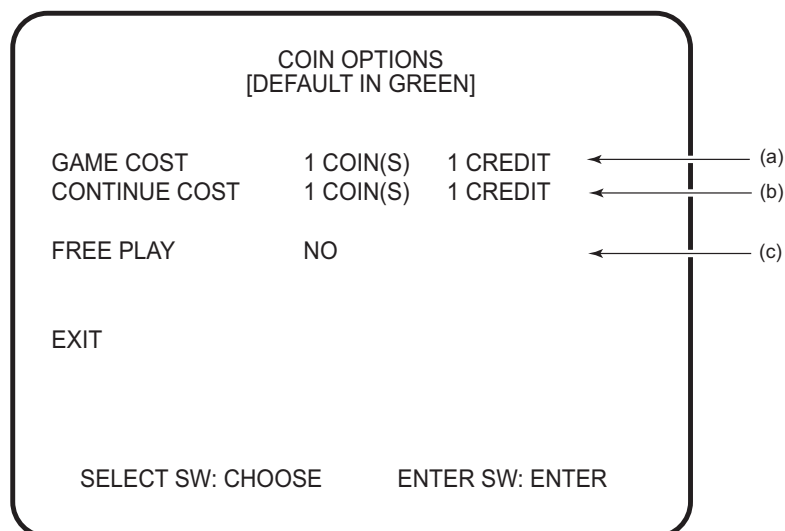 COIN OPTIONS
[DEFAULT IN GREEN]
GAME COST 1 COIN(S) 1 CREDIT (a)
CONTINUE COST 1 COIN(S) 1 CREDIT (b)
FREE PLAY NO (c)
EXIT
SELECT SW: CHOOSE ENTER SW: ENTER